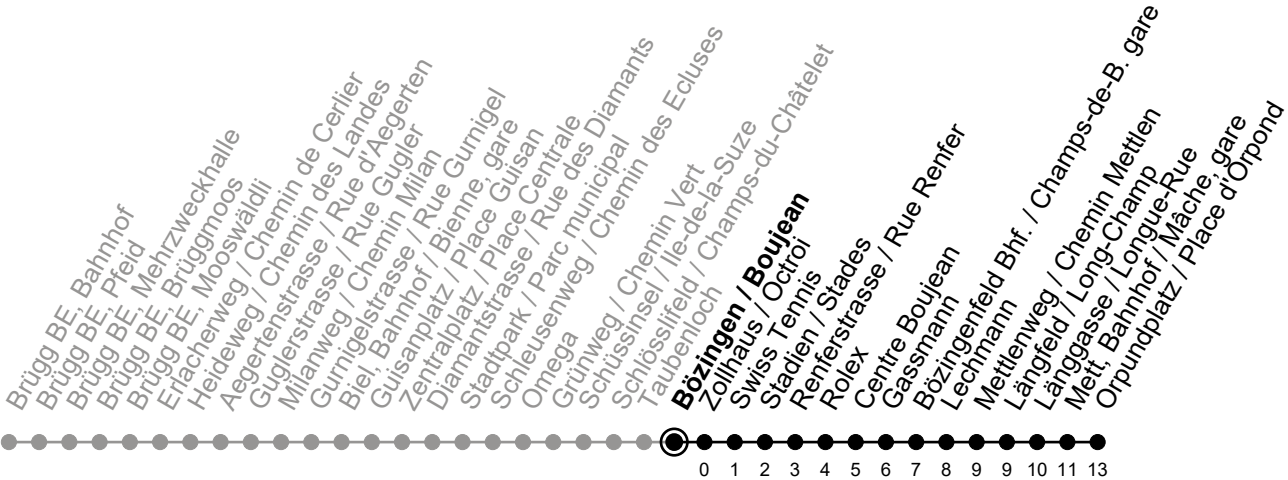 Brügg BE, Bahnhof
Brügg BE, Pfeid
Brügg BE, Mehrzweckhalle
Brügg BE, Brüggmoos
Brügg BE, Mooswäldli
Erlacherweg / Chemin de Cerlier
Heideweg / Chemin des Landes
Aegertenstrasse / Rue d'Aegerten
Guglerstrasse / Rue Gugler
Milanweg / Chemin Milan
Gurnigelstrasse / Rue Gurnigel
Biel, Bahnhof / Bienne, gare
Guisanplatz / Place Guisan
Zentralplatz / Place Centrale
Diamantstrasse / Rue des Diamants
Stadtpark / Parc municipal
Schleusenweg / Chemin des Ecluses
Omega
Grünweg / Chemin Vert
Schüssinsel / Ile-de-la-Suze
Schlösslifeld / Champs-du-Châtelet
Taubenloch
Bözingen / Boujean
Zollhaus / Octroi
Swiss Tennis
Stadien / Stades
Renferstrasse / Rue Renfer
Rolex
Centre Boujean
Gassmann
Bözingenfeld Bhf. / Champs-de-B. gare
Lechmann
Mettlenweg / Chemin Mettlen
Längfeld / Long-Champ
Länggasse / Longue-Rue
Mett, Bahnhof / Mâche, gare
Orpundplatz / Place d'Orpond
0 1 2 3 4 5 6 7 8 9 9 10 11 13